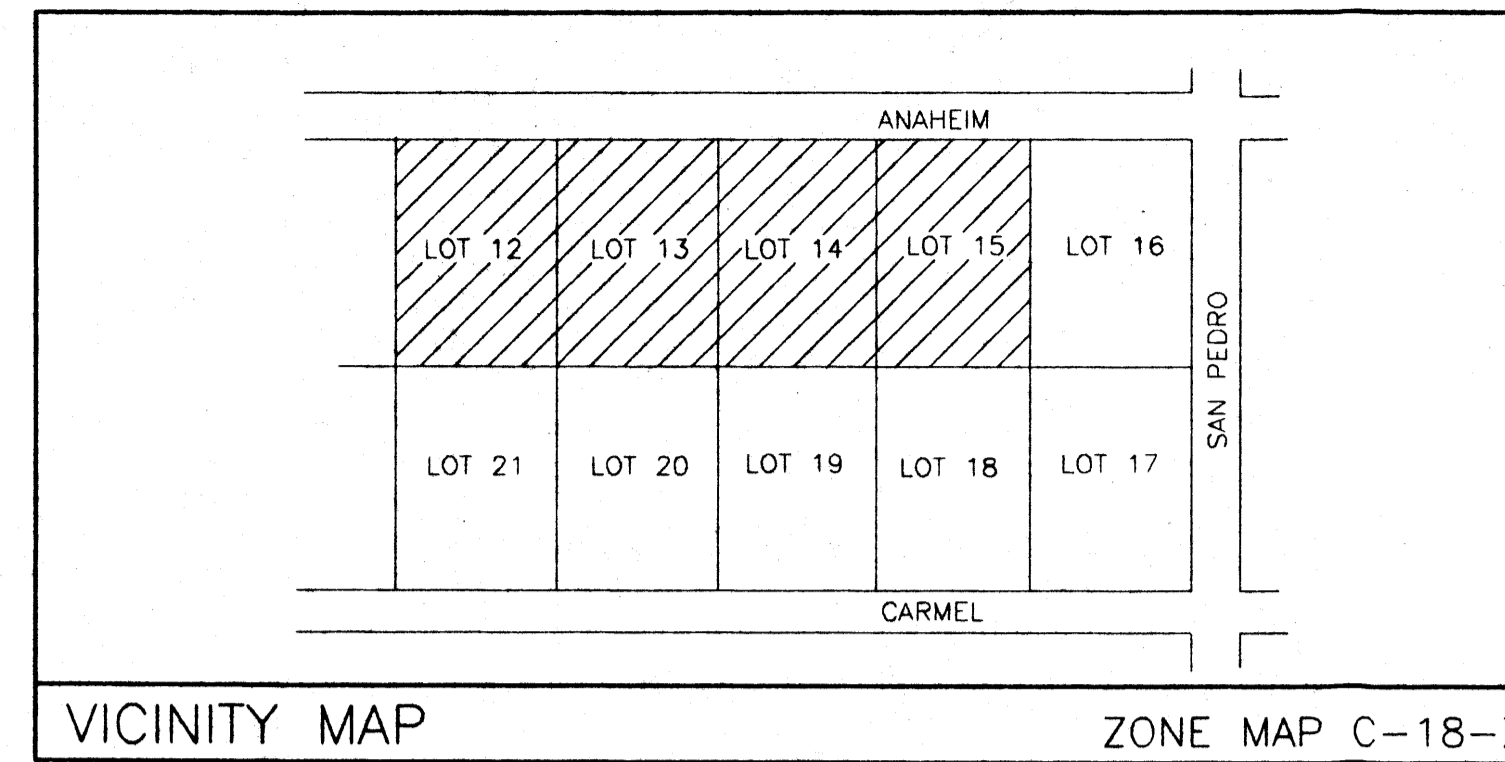 ANAHEIM
LOT 12 LOT 13 LOT 14 LOT 15 LOT 16
SAN PEDRO
LOT 21 LOT 20 LOT 19 LOT 18 LOT 17
CARMEL
VICINITY MAP
ZONE MAP C-18-